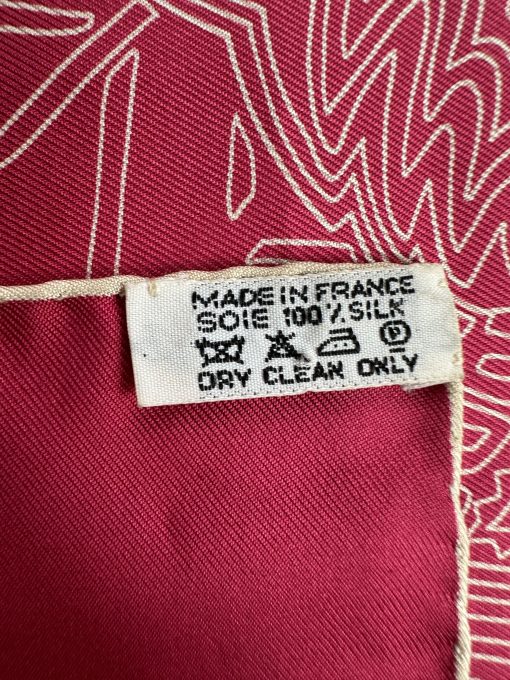 MADE IN FRANCE
SOIE 100% SILK
DRY CLEAN ONLY